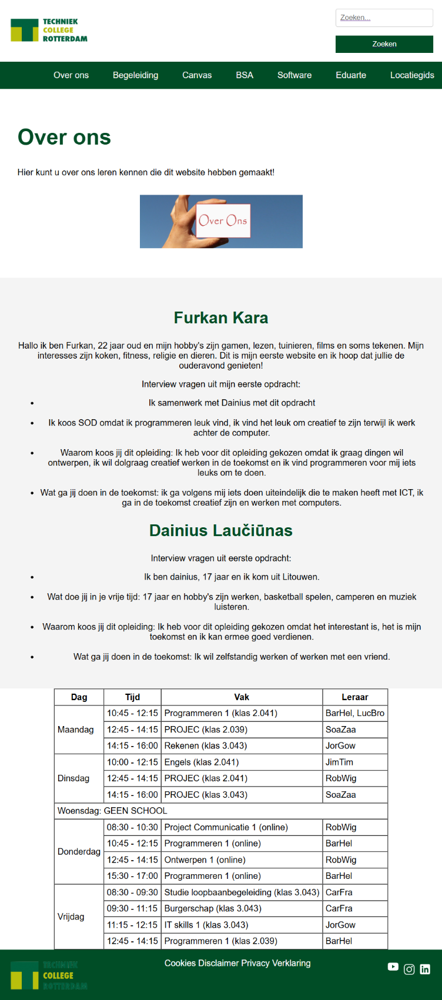 TECHNIEK
COLLEGE
ROTTERDAM
Zoeken...
Zoeken
Over ons Begeleiding Canvas BSA Software Eduarte Locatiegids
Over ons
Hier kunt u over ons leren kennen die dit website hebben gemaakt!
Over Ons
Furkan Kara
Hallo ik ben Furkan, 22 jaar oud en mijn hobby's zijn gamen, lezen, tuinieren, films en soms tekenen. Mijn
interesses zijn koken, fitness, religie en dieren. Dit is mijn eerste website en ik hoop dat jullie de
ouderavond genieten!
Interview vragen uit mijn eerste opdracht:
• Ik samenwerk met Dainius met dit opdracht
• Ik koos SOD omdat ik programmeren leuk vind, ik vind het leuk om creatief te zijn terwijl ik werk
achter de computer.
• Waarom koos jij dit opleiding: Ik heb voor dit opleiding gekozen omdat ik graag dingen wil
ontwerpen, ik wil dolgraag creatief werken in de toekomst en ik vind programmeren voor mij iets
leuks om te doen.
• Wat ga jij doen in de toekomst: ik ga volgens mij iets doen uiteindelijk die te maken heeft met ICT, ik
ga in de toekomst creatief zijn en werken met computers.
Dainius Laučiūnas
Interview vragen uit eerste opdracht:
• Ik ben dainius, 17 jaar en ik kom uit Litouwen.
• Wat doe jij in je vrije tijd: 17 jaar en hobby's zijn werken, basketball spelen, camperen en muziek
luisteren.
• Waarom koos jij dit opleiding: Ik heb voor dit opleiding gekozen omdat het interestant is, het is mijn
toekomst en ik kan ermee goed verdienen.
• Wat ga jij doen in de toekomst: Ik wil zelfstandig werken of werken met een vriend.
Dag Tijd Vak Leraar
Maandag 10:45 - 12:15 Programmeren 1 (klas 2.041) BarHel, LucBro
12:45 - 14:15 PROJEC (klas 2.039) SoaZaa
14:15 - 16:00 Rekenen (klas 3.043) JorGow
Dinsdag 10:00 - 12:15 Engels (klas 2.041) JimTim
12:45 - 14:15 PROJEC (klas 2.041) RobWig
14:15 - 16:00 PROJEC (klas 3.043) SoaZaa
Woensdag: GEEN SCHOOL
Donderdag 08:30 - 10:30 Project Communicatie 1 (online) RobWig
10:45 - 12:15 Programmeren 1 (online) BarHel
12:45 - 14:15 Ontwerpen 1 (online) RobWig
15:30 - 17:00 Programmeren 1 (online) BarHel
Vrijdag 08:30 - 09:30 Studie loopbaanbegeleiding (klas 3.043) CarFra
09:30 - 11:15 Burgerschap (klas 3.043) CarFra
11:15 - 12:15 IT skills 1 (klas 3.043) JorGow
12:45 - 14:15 Programmeren 1 (klas 2.039) BarHel
TECHNIEK
COLLEGE
ROTTERDAM
Cookies Disclaimer Privacy Verklaring